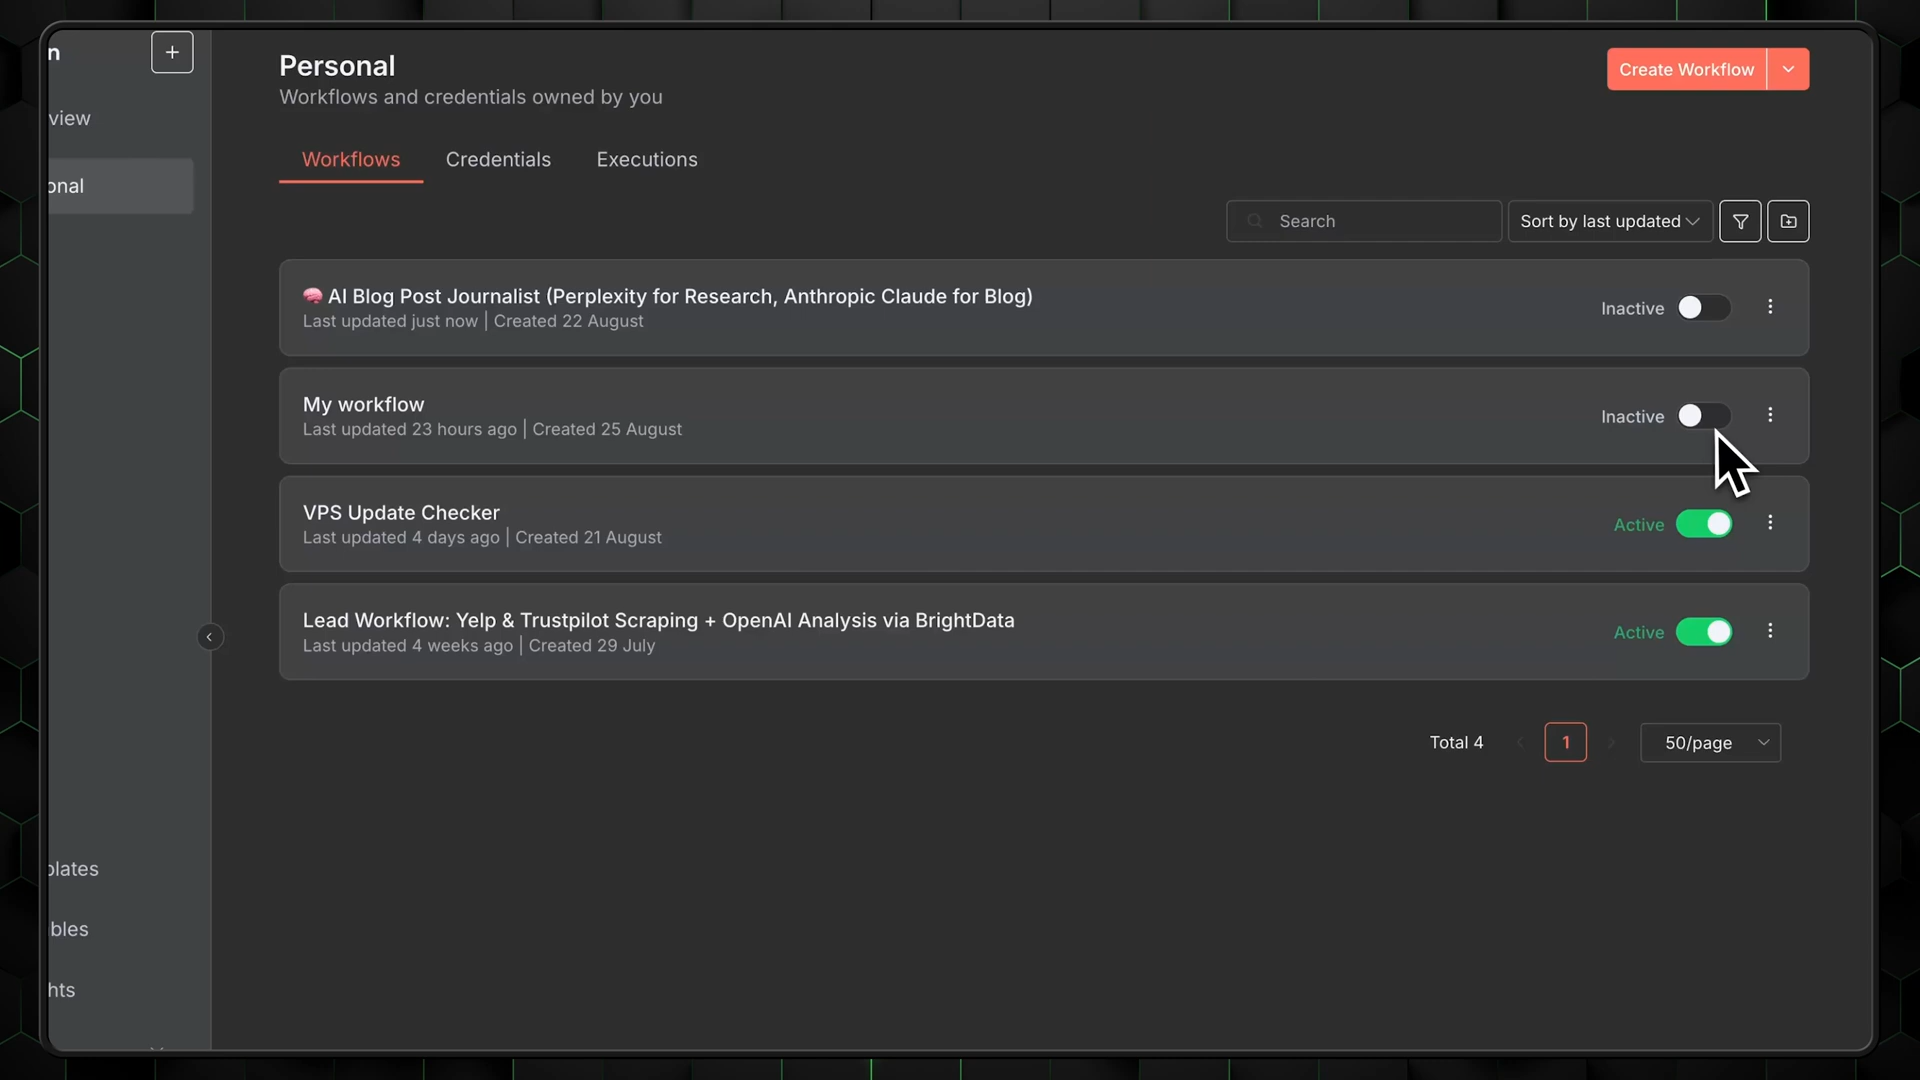 n
view
onal
plates
bles
hts
Personal
Workflows and credentials owned by you
Create Workflow
Workflows Credentials Executions
Search
Sort by last updated
🧠 AI Blog Post Journalist (Perplexity for Research, Anthropic Claude for Blog)
Last updated just now | Created 22 August
Inactive
My workflow
Last updated 23 hours ago | Created 25 August
Inactive
VPS Update Checker
Last updated 4 days ago | Created 21 August
Active
Lead Workflow: Yelp & Trustpilot Scraping + OpenAI Analysis via BrightData
Last updated 4 weeks ago | Created 29 July
Active
Total 4
1
50/page